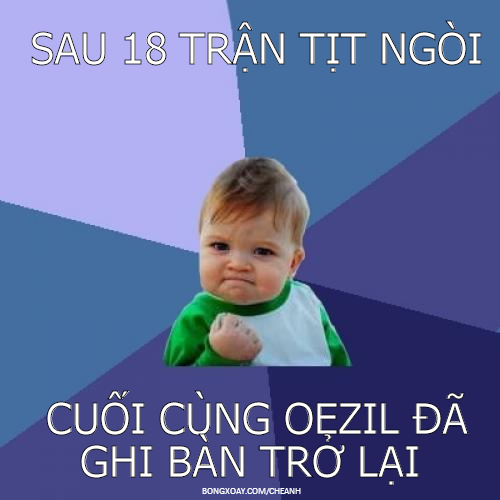 SAU 18 TRẬN TỊT NGÒI
CUỐI CÙNG OEZIL ĐÃ
GHI BÀN TRỞ LẠI
BONGXOAY.COM/CHEANH